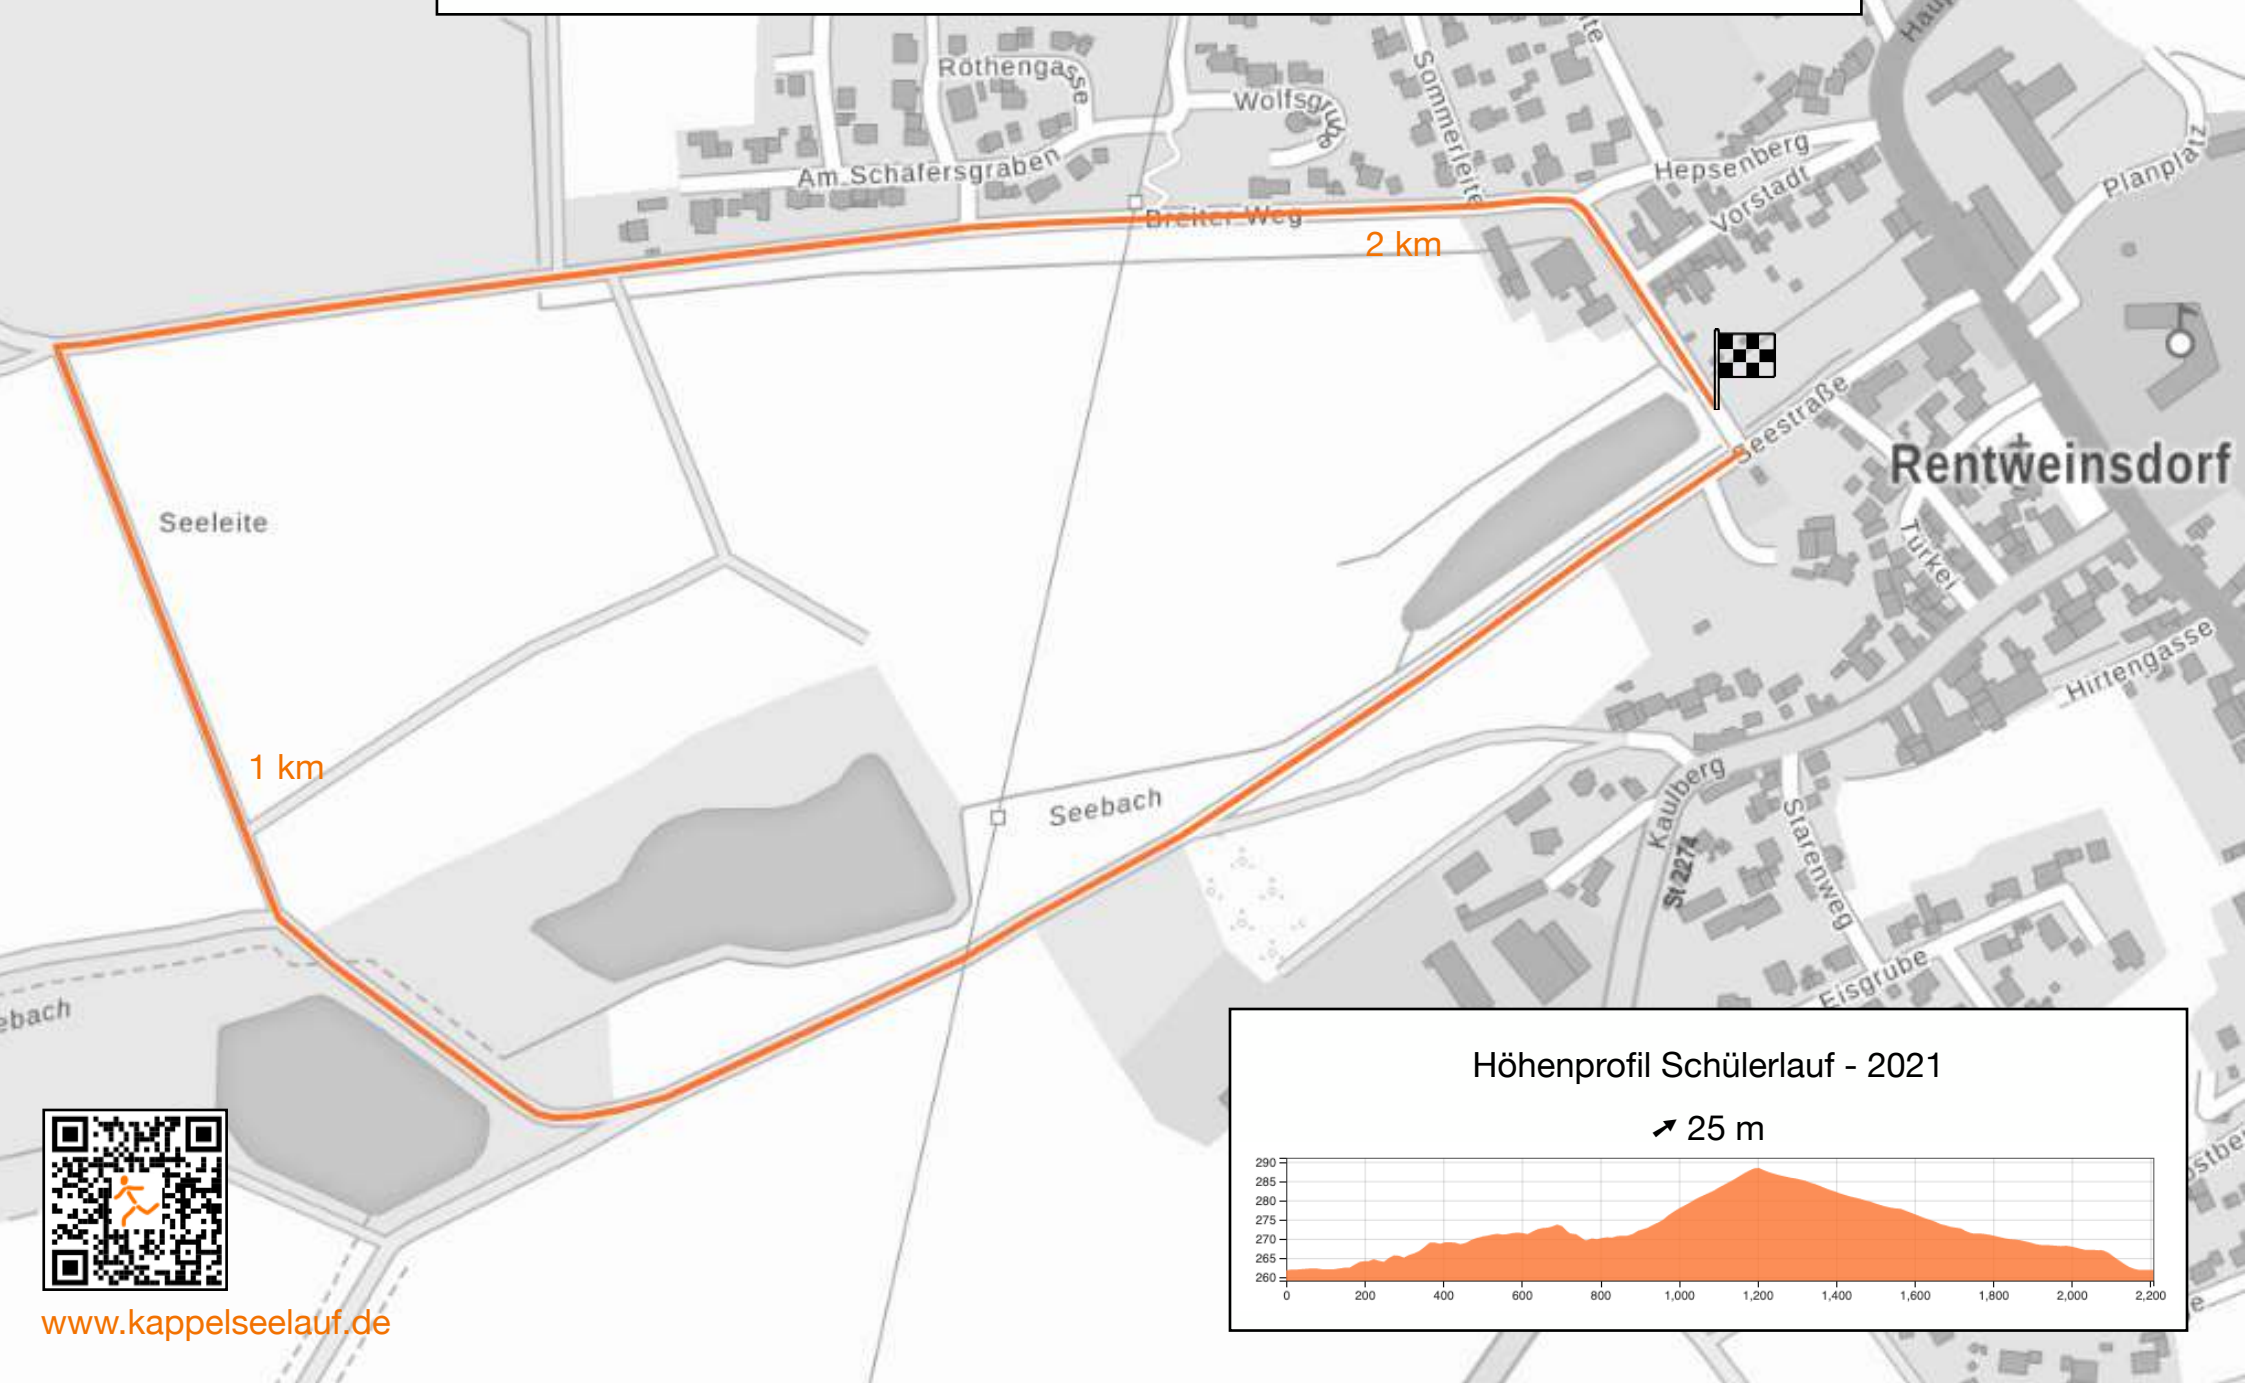 Röthengasse
Wolfsgrube
Sommerleite
Am Schäfersgraben
Hepsenberg
Vorstadt
Planplatz
Breiter Weg
2 km
Seestraße
Rentweinsdorf
Seeleite
Türkei
Hirtengasse
1 km
Seebach
Kaulberg
St 2274
Starenweg
Eisgrube
ebach
Höhenprofil Schülerlauf - 2021
25 m
290
285
280
275
270
265
260
0 200 400 600 800 1,000 1,200 1,400 1,600 1,800 2,000 2,200
www.kappelseelauf.de